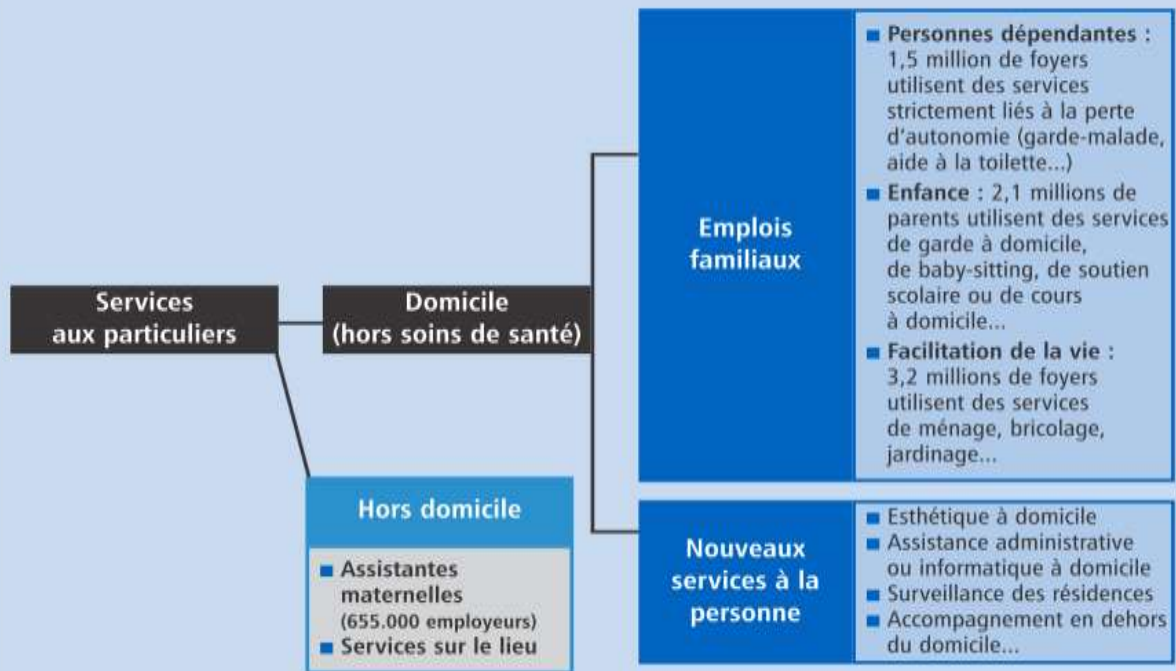 Services
aux particuliers
Domicile
(hors soins de santé)
Emplois
familiaux
■ Personnes dépendantes :
1,5 million de foyers
utilisent des services
strictement liés à la perte
d'autonomie (garde-malade,
aide à la toilette...)
■ Enfance : 2,1 millions de
parents utilisent des services
de garde à domicile,
de baby-sitting, de soutien
scolaire ou de cours
à domicile...
■ Facilitation de la vie :
3,2 millions de foyers
utilisent des services
de ménage, bricolage,
jardinage...
Hors domicile
■ Assistantes
maternelles
(655.000 employeurs)
■ Services sur le lieu
Nouveaux
services à la
personne
■ Esthétique à domicile
■ Assistance administrative
ou informatique à domicile
■ Surveillance des résidences
■ Accompagnement en dehors
du domicile...